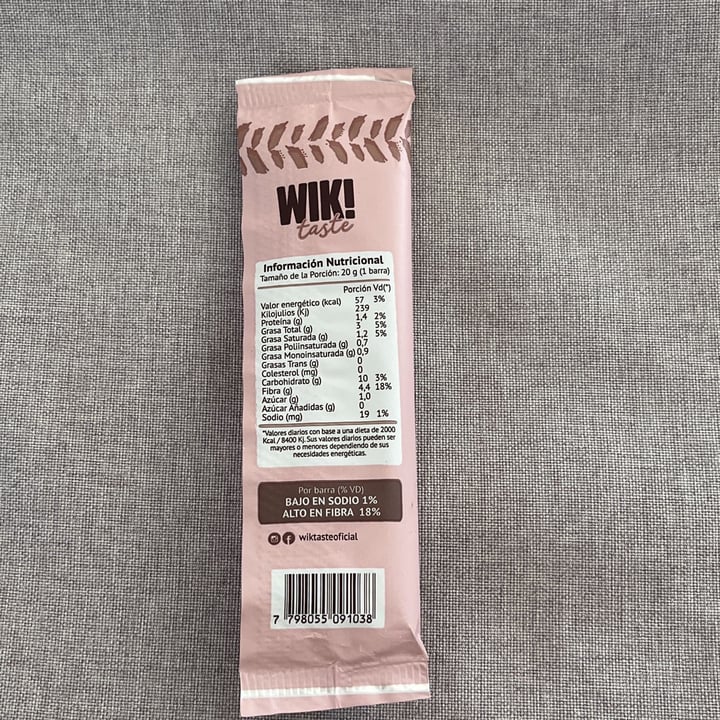 WIK!
taste
Información Nutricional
Tamaño de la Porción: 20 g (1 barra)
Porción Vd(*)
Valor energético (kcal) 57 3%
Kilojulios (Kj) 239
Proteína (g) 1,4 2%
Grasa Total (g) 3 5%
Grasa Saturada (g) 1,2 5%
Grasa Poliinsaturada (g) 0,7
Grasa Monoinsaturada (g) 0,9
Grasas Trans (g) 0
Colesterol (mg) 0
Carbohidrato (g) 10 3%
Fibra (g) 4,4 18%
Azúcar (g) 1,0
Azúcar Añadidas (g) 0
Sodio (mg) 19 1%
*Valores diarios con base a una dieta de 2000
Kcal / 8400 Kj. Sus valores diarios pueden ser
mayores o menores dependiendo de sus
necesidades energéticas.
Por barra (% VD)
BAJO EN SODIO 1%
ALTO EN FIBRA 18%
wiktasteoficial
7 798055 091038